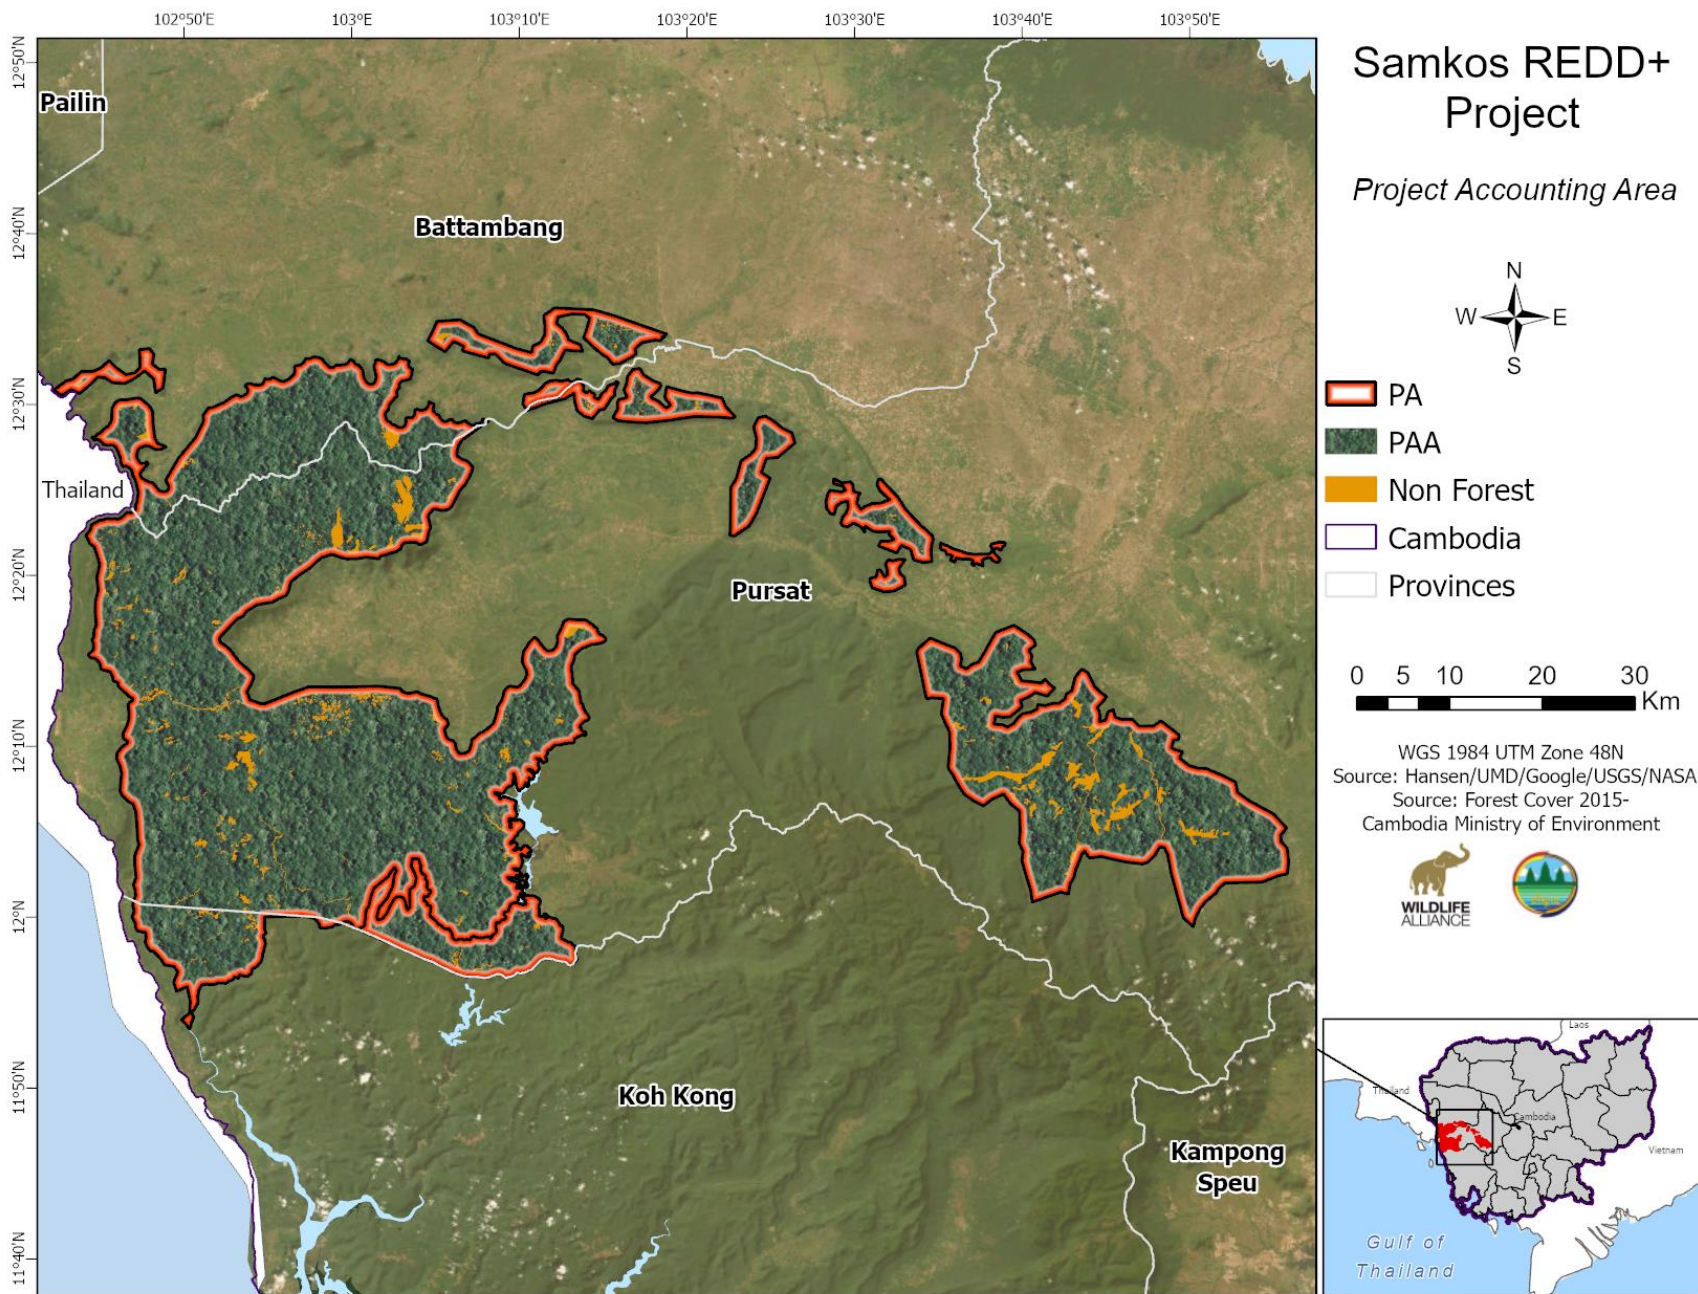 102°50'E 103°E 103°10'E 103°20'E 103°30'E 103°40'E 103°50'E
12°50'N
12°40'N
12°30'N
12°20'N
12°10'N
12°N
11°50'N
11°40'N
Pailin
Battambang
Thailand
Pursat
Koh Kong
Kampong
Speu
Samkos REDD+
Project
Project Accounting Area
N
W E
S
PA
PAA
Non Forest
Cambodia
Provinces
0 5 10 20 30
Km
WGS 1984 UTM Zone 48N
Source: Hansen/UMD/Google/USGS/NASA
Source: Forest Cover 2015-
Cambodia Ministry of Environment
WILDLIFE
ALLIANCE
Laos
Thailand
Cambodia
Vietnam
Gulf of
Thailand